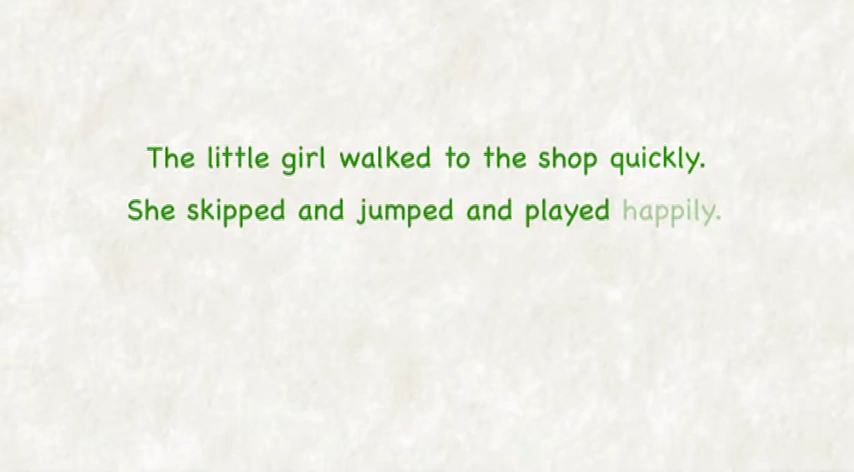 The little girl walked to the shop quickly.
She skipped and jumped and played happily.